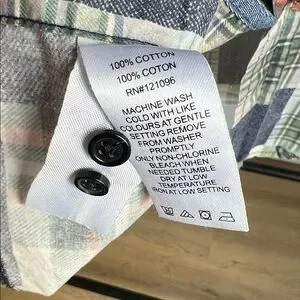 100% COTTON
100% COTON
RN#121096
MACHINE WASH
COLD WITH LIKE
COLOURS AT GENTLE
SETTING REMOVE
FROM WASHER
PROMPTLY
ONLY NON-CHLORINE
BLEACH WHEN
NEEDED TUMBLE
DRY AT LOW
TEMPERATURE
IRON AT LOW SETTING